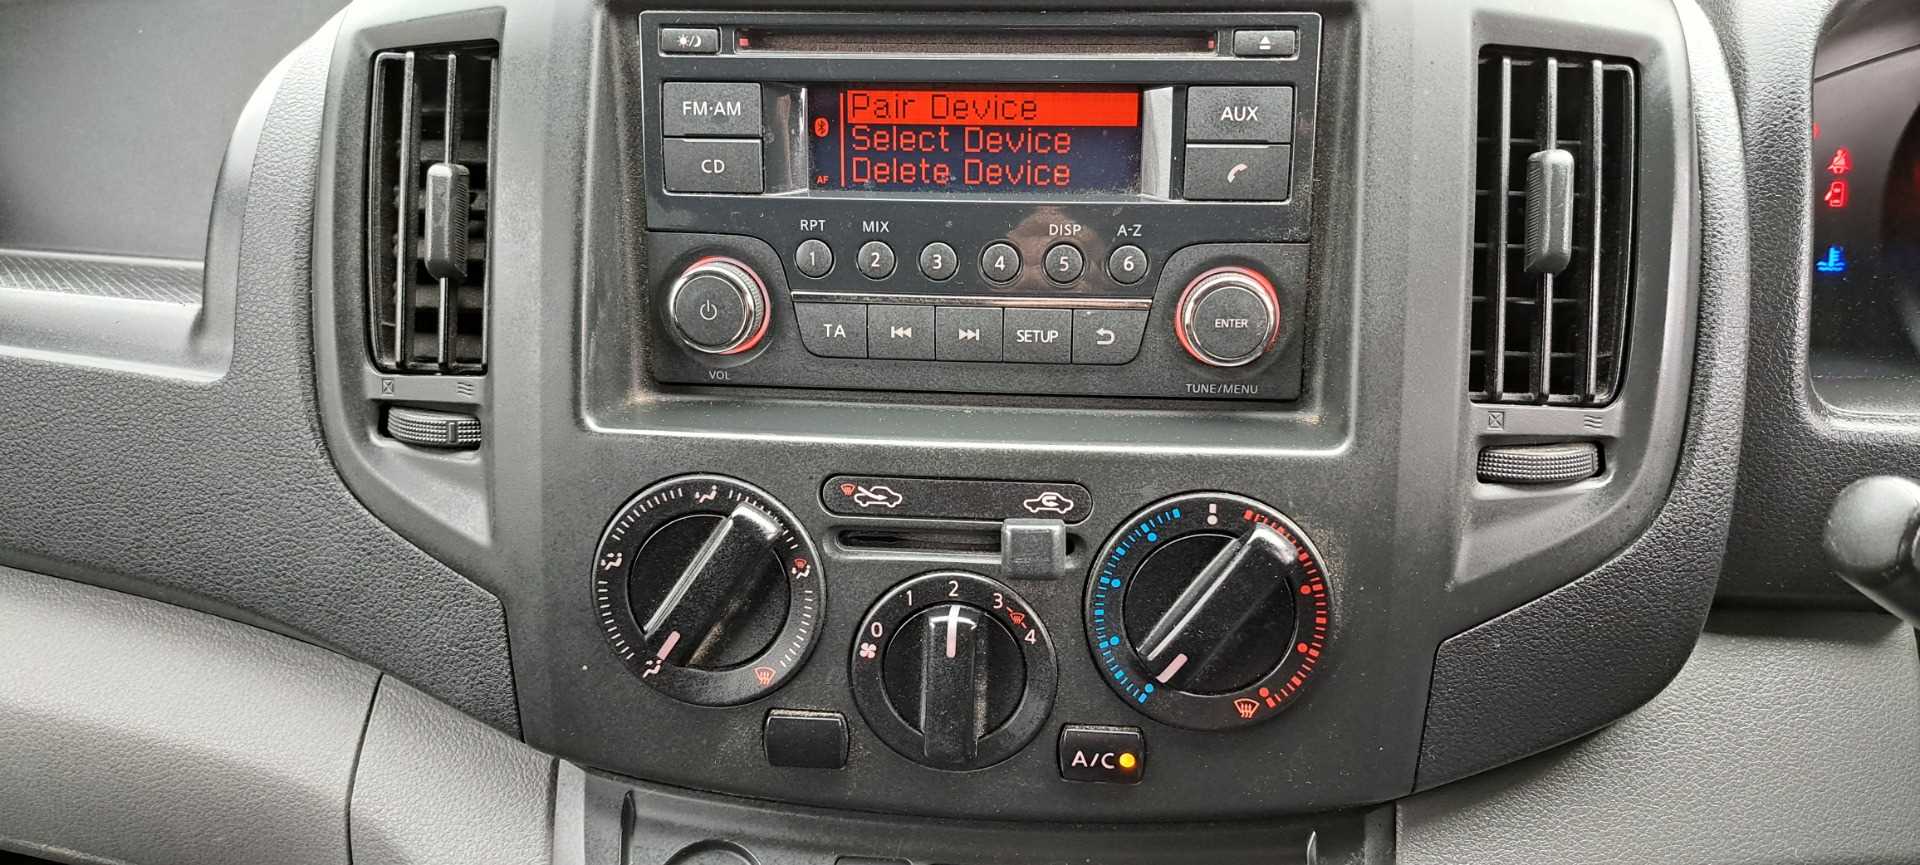 FM·AM
CD
Pair Device
Select Device
Delete Device
AF
AUX
RPT
MIX
DISP
A-Z
1
2
3
4
5
6
VOL
TA
SETUP
ENTER
TUNE/MENU
0
1
2
3
4
A/C